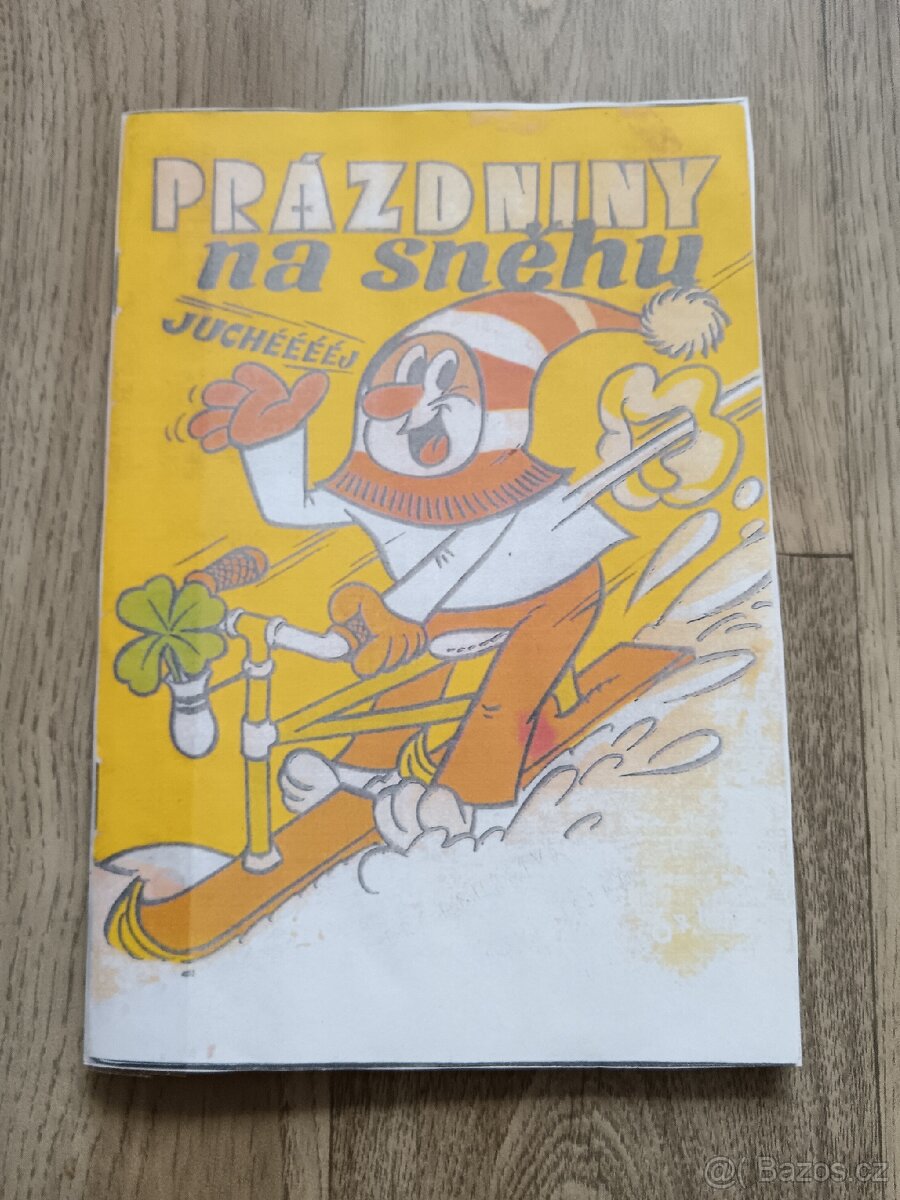 PRÁZDNINY
na sněhu
JUCHÉÉÉÉJ
@( Bazos.cz